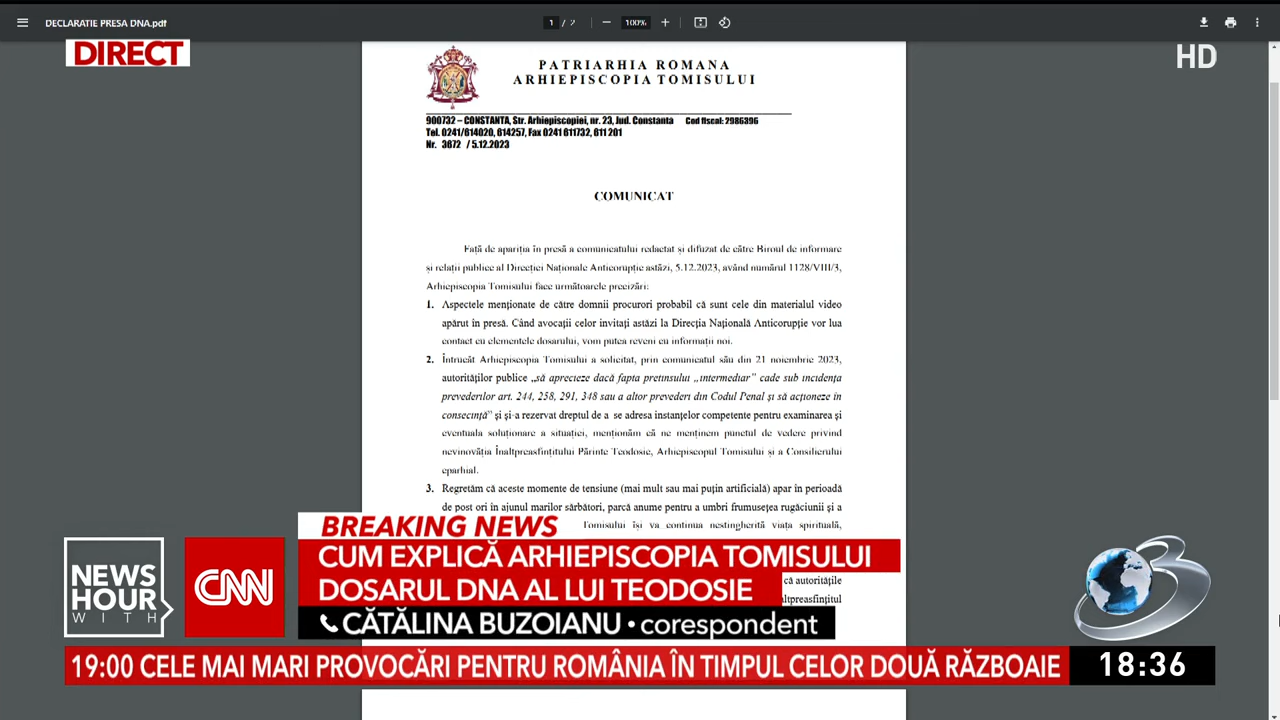 DECLARATIE PRESA DNA.pdf
1 / 2
100%
DIRECT
HD
PATRIARHIA ROMANA
ARHIEPISCOPIA TOMISULUI
900732 – CONSTANTA, Str. Arhiepiscopiei, nr. 23, Jud. Constanta Cod fiscal: 2986396
Tel. 0241/614020, 614257, Fax 0241 611732, 611 201
Nr. 3672 / 5.12.2023
COMUNICAT
Față de apariția în presă a comunicatului redactat și difuzat de către Biroul de informare
și relații publice al Direcției Naționale Anticorupție astăzi, 5.12.2023, având numărul 1128/VIII/3,
Arhiepiscopia Tomisului face următoarele precizări:
1. Aspectele menționate de către domnii procurori probabil că sunt cele din materialul video
apărut în presă. Când avocații celor invitați astăzi la Direcția Națională Anticorupție vor lua
contact cu elementele dosarului, vom putea reveni cu informații noi.
2. Întrucât Arhiepiscopia Tomisului a solicitat, prin comunicatul său din 21 noiembrie 2023,
autorităților publice „să aprecieze dacă fapta pretinsului „intermediar” cade sub incidența
prevederilor art. 244, 258, 291, 348 sau a altor prevederi din Codul Penal și să acționeze în
consecință” și și-a rezervat dreptul de a se adresa instanțelor competente pentru examinarea și
eventuala soluționare a situației, menționăm că ne menținem punctul de vedere privind
nevinovăția Înaltpreasfințitului Părinte Teodosie, Arhiepiscopul Tomisului și a Consilierului
eparhial.
3. Regretăm că aceste momente de tensiune (mai mult sau mai puțin artificială) apar în perioadă
de post ori în ajunul marilor sărbători, parcă anume pentru a umbri frumusețea rugăciunii și a
Tomisului își va continua nestingherită viața spirituală,
că autoritățile
BREAKING NEWS
CUM EXPLICĂ ARHIEPISCOPIA TOMISULUI
DOSARUL DNA AL LUI TEODOSIE
CĂTĂLINA BUZOIANU • corespondent
NEWS
HOUR
WITH
CNN
3
19:00 CELE MAI MARI PROVOCĂRI PENTRU ROMÂNIA ÎN TIMPUL CELOR DOUĂ RĂZBOAIE
18:36